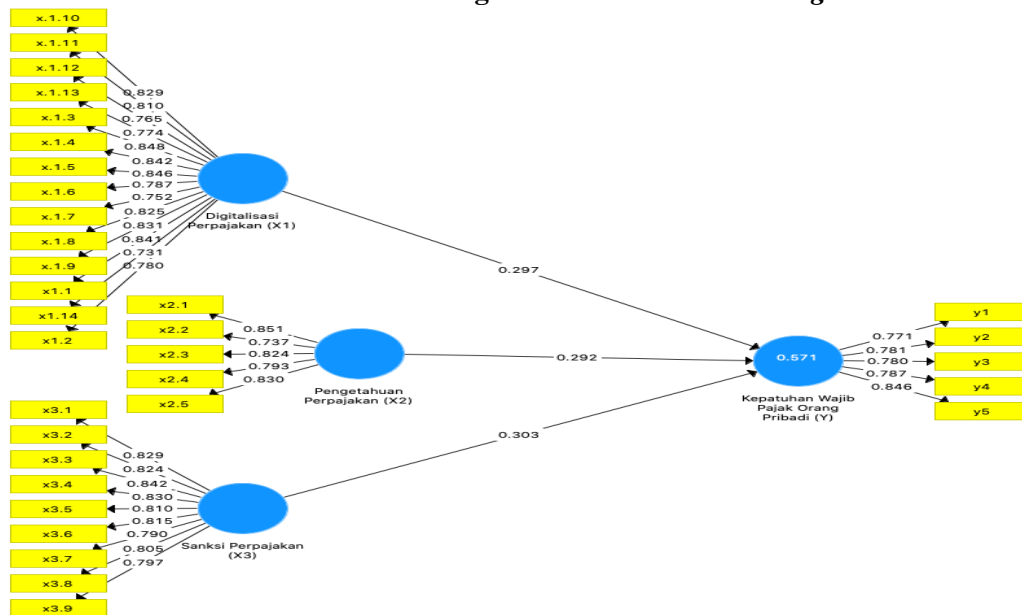 x.1.10
x.1.11
x.1.12
x.1.13
x.1.3
x.1.4
x.1.5
x.1.6
x.1.7
x.1.8
x.1.9
x1.1
x1.14
x1.2
0.829
0.810
0.765
0.774
0.848
0.842
0.846
0.787
0.752
0.825
0.831
0.841
0.731
0.780
Digitalisasi
Perpajakan (X1)
0.297
x2.1
x2.2
x2.3
x2.4
x2.5
0.851
0.737
0.824
0.793
0.830
Pengetahuan
Perpajakan (X2)
0.292
x3.1
x3.2
x3.3
x3.4
x3.5
x3.6
x3.7
x3.8
x3.9
0.829
0.824
0.842
0.830
0.810
0.815
0.790
0.805
0.797
Sanksi Perpajakan
(X3)
0.303
0.571
Kepatuhan Wajib
Pajak Orang
Pribadi (Y)
0.771
0.781
0.780
0.787
0.846
y1
y2
y3
y4
y5